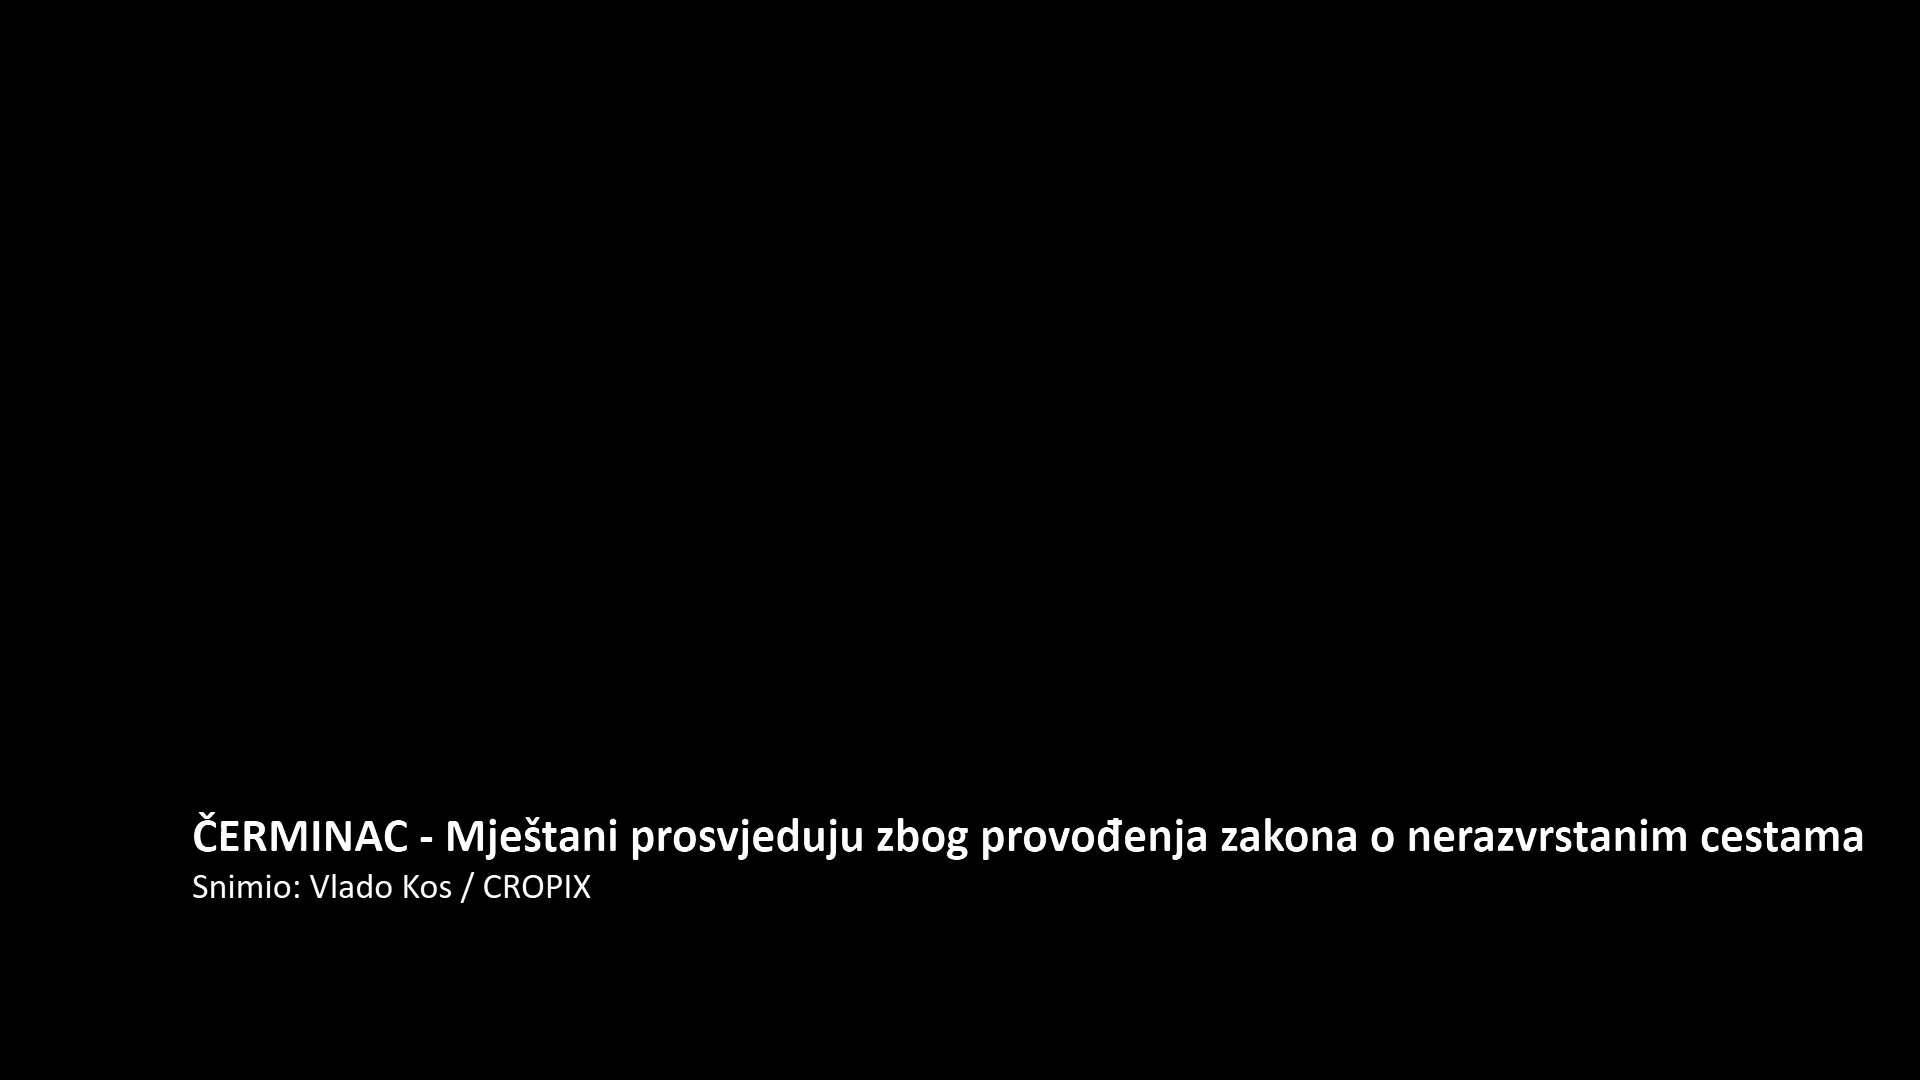 ČERMINAC - Mještani prosvjeduju zbog provođenja zakona o nerazvrstanim cestama
Snimio: Vlado Kos / CROPIX